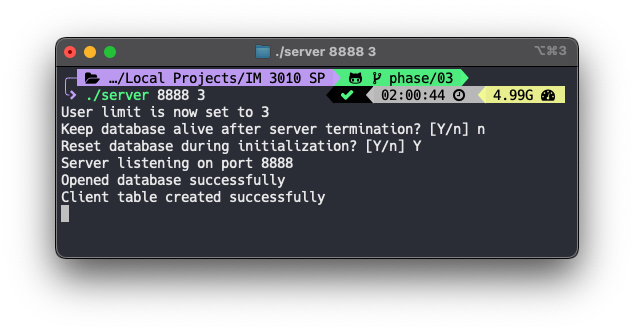 ./server 8888 3
⌥⌘3
…/Local Projects/IM 3010 SP phase/03
./server 8888 3 02:00:44 4.99G
User limit is now set to 3
Keep database alive after server termination? [Y/n] n
Reset database during initialization? [Y/n] Y
Server listening on port 8888
Opened database successfully
Client table created successfully